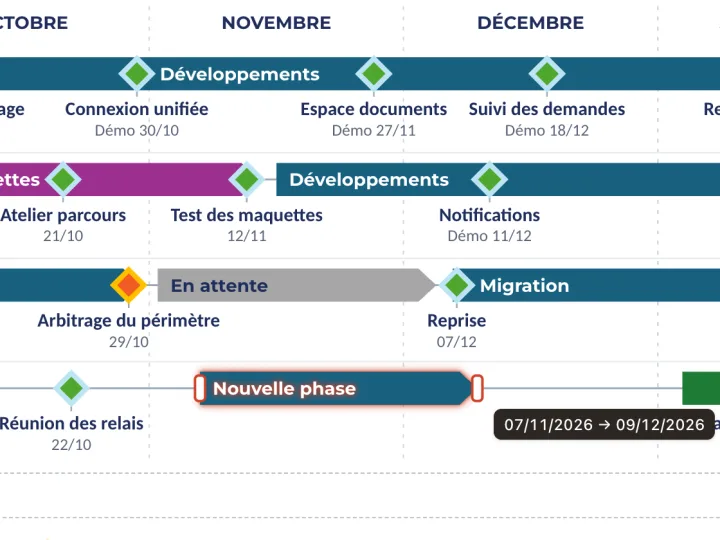 CTOBRE NOVEMBRE DÉCEMBRE
Développements
age Connexion unifiée Espace documents Suivi des demandes Re
Démo 30/10 Démo 27/11 Démo 18/12
ettes Développements
Atelier parcours Test des maquettes Notifications
21/10 12/11 Démo 11/12
En attente Migration
Arbitrage du périmètre Reprise
29/10 07/12
Nouvelle phase
Réunion des relais 07/11/2026 → 09/12/2026
22/10